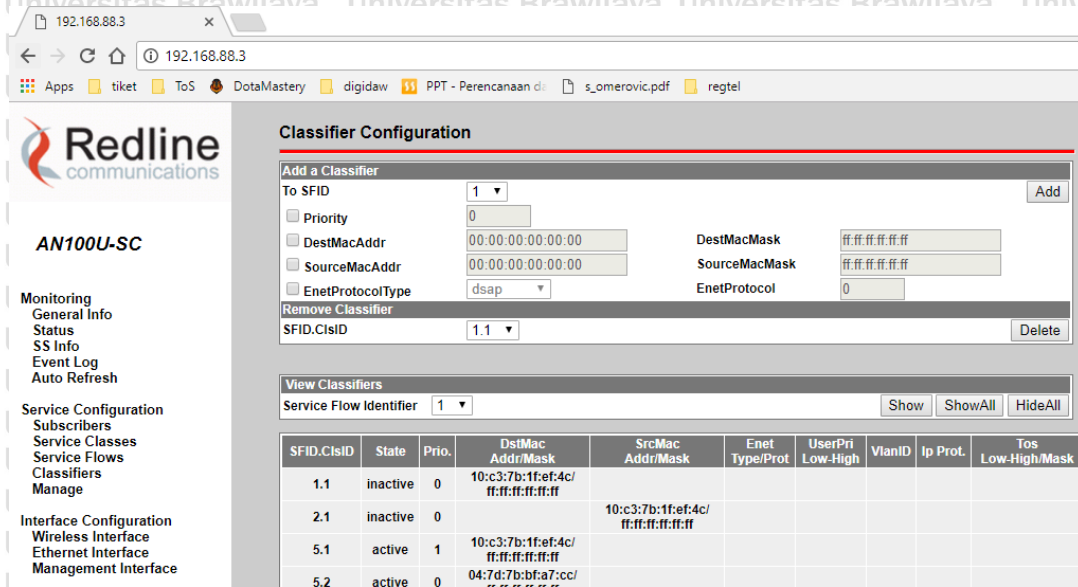 Universitas Brawijaya Universitas Brawijaya Universitas Brawijaya
192.168.88.3 ×
192.168.88.3
Apps tiket ToS DotaMastery digidaw PPT - Perencanaan da s_omerovic.pdf regtel
Redline
communications
AN100U-SC
Monitoring
General Info
Status
SS Info
Event Log
Auto Refresh
Service Configuration
Subscribers
Service Classes
Service Flows
Classifiers
Manage
Interface Configuration
Wireless Interface
Ethernet Interface
Management Interface
Classifier Configuration
Add a Classifier
To SFID 1 Add
Priority 0
DestMacAddr 00:00:00:00:00:00 DestMacMask ff:ff:ff:ff:ff:ff
SourceMacAddr 00:00:00:00:00:00 SourceMacMask ff:ff:ff:ff:ff:ff
EnetProtocolType dsap EnetProtocol 0
Remove Classifier
SFID.ClsID 1.1 Delete
View Classifiers
Service Flow Identifier 1 Show ShowAll HideAll
SFID.ClsID State Prio. DstMac Addr/Mask SrcMac Addr/Mask Enet Type/Prot UserPri Low-High VlanID Ip Prot. Tos Low-High/Mask
1.1 inactive 0 10:c3:7b:1f:ef:4c/ ff:ff:ff:ff:ff:ff
2.1 inactive 0 10:c3:7b:1f:ef:4c/ ff:ff:ff:ff:ff:ff
5.1 active 1 10:c3:7b:1f:ef:4c/ ff:ff:ff:ff:ff:ff
5.2 active 0 04:7d:7b:bf:a7:cc/